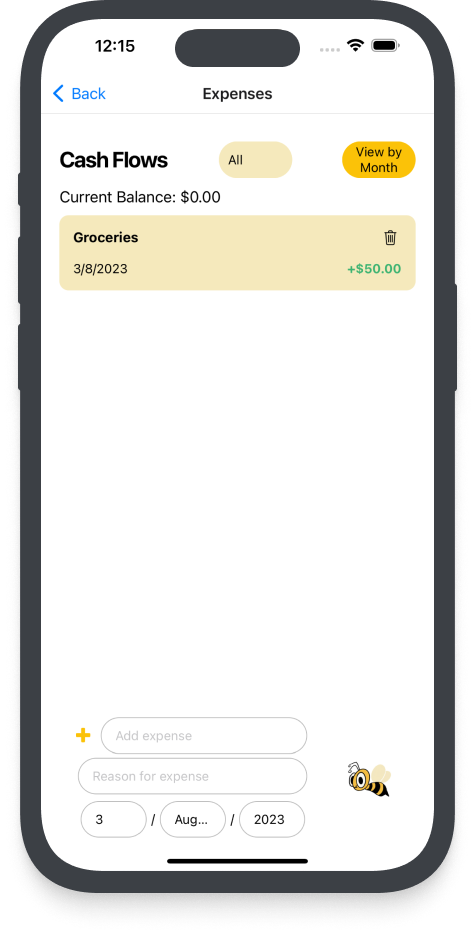 12:15
Back
Expenses
Cash Flows
All
View by
Month
Current Balance: $0.00
Groceries
3/8/2023
+$50.00
Add expense
Reason for expense
3 / Aug... / 2023